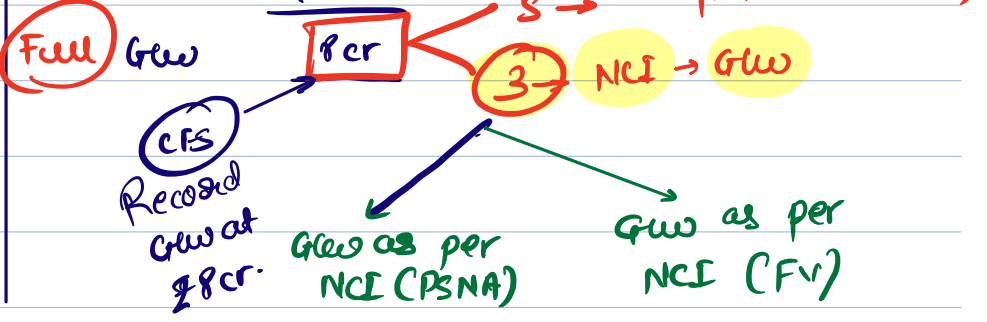 5 →
Full GW 8cr
3 → NCI → GW
CFS
Record
GW at
₹8cr.
GW as per
NCI (PSNA)
GW as per
NCI (FV)